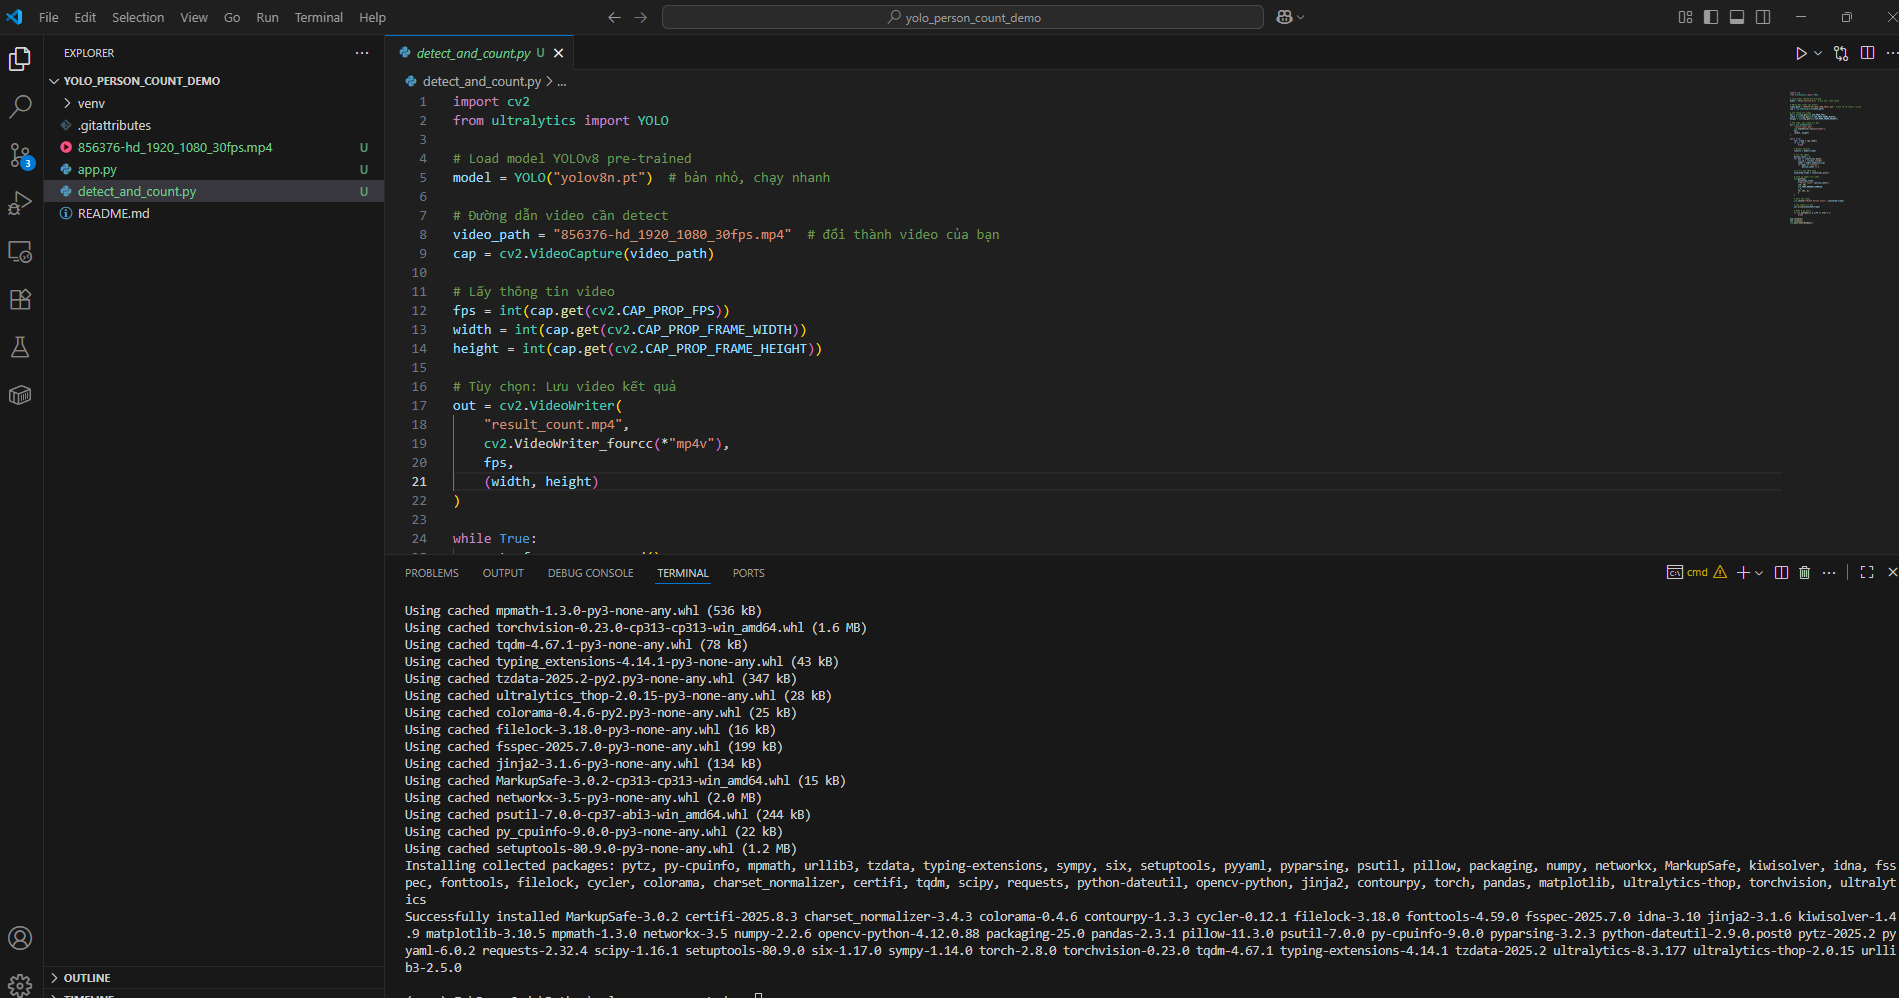 File Edit Selection View Go Run Terminal Help
yolo_person_count_demo
EXPLORER
YOLO_PERSON_COUNT_DEMO
venv
.gitattributes
856376-hd_1920_1080_30fps.mp4 U
app.py U
detect_and_count.py U
README.md
OUTLINE
3
detect_and_count.py U
detect_and_count.py > ...
1 import cv2
2 from ultralytics import YOLO
3
4 # Load model YOLOv8 pre-trained
5 model = YOLO("yolov8n.pt")  # bản nhỏ, chạy nhanh
6
7 # Đường dẫn video cần detect
8 video_path = "856376-hd_1920_1080_30fps.mp4"  # đổi thành video của bạn
9 cap = cv2.VideoCapture(video_path)
10
11 # Lấy thông tin video
12 fps = int(cap.get(cv2.CAP_PROP_FPS))
13 width = int(cap.get(cv2.CAP_PROP_FRAME_WIDTH))
14 height = int(cap.get(cv2.CAP_PROP_FRAME_HEIGHT))
15
16 # Tùy chọn: Lưu video kết quả
17 out = cv2.VideoWriter(
18 "result_count.mp4",
19 cv2.VideoWriter_fourcc(*"mp4v"),
20 fps,
21 (width, height)
22 )
23
24 while True:
PROBLEMS OUTPUT DEBUG CONSOLE TERMINAL PORTS
cmd
Using cached mpmath-1.3.0-py3-none-any.whl (536 kB)
Using cached torchvision-0.23.0-cp313-cp313-win_amd64.whl (1.6 MB)
Using cached tqdm-4.67.1-py3-none-any.whl (78 kB)
Using cached typing_extensions-4.14.1-py3-none-any.whl (43 kB)
Using cached tzdata-2025.2-py2.py3-none-any.whl (347 kB)
Using cached ultralytics_thop-2.0.15-py3-none-any.whl (28 kB)
Using cached colorama-0.4.6-py2.py3-none-any.whl (25 kB)
Using cached filelock-3.18.0-py3-none-any.whl (16 kB)
Using cached fsspec-2025.7.0-py3-none-any.whl (199 kB)
Using cached jinja2-3.1.6-py3-none-any.whl (134 kB)
Using cached MarkupSafe-3.0.2-cp313-cp313-win_amd64.whl (15 kB)
Using cached networkx-3.5-py3-none-any.whl (2.0 MB)
Using cached psutil-7.0.0-cp37-abi3-win_amd64.whl (244 kB)
Using cached py_cpuinfo-9.0.0-py3-none-any.whl (22 kB)
Using cached setuptools-80.9.0-py3-none-any.whl (1.2 MB)
Installing collected packages: pytz, py-cpuinfo, mpmath, urllib3, tzdata, typing-extensions, sympy, six, setuptools, pyyaml, pyparsing, psutil, pillow, packaging, numpy, networkx, MarkupSafe, kiwisolver, idna, fss
pec, fonttools, filelock, cycler, colorama, charset_normalizer, certifi, tqdm, scipy, requests, python-dateutil, opencv-python, jinja2, contourpy, torch, pandas, matplotlib, ultralytics-thop, torchvision, ultralyt
ics
Successfully installed MarkupSafe-3.0.2 certifi-2025.8.3 charset_normalizer-3.4.3 colorama-0.4.6 contourpy-1.3.3 cycler-0.12.1 filelock-3.18.0 fonttools-4.59.0 fsspec-2025.7.0 idna-3.10 jinja2-3.1.6 kiwisolver-1.4
.9 matplotlib-3.10.5 mpmath-1.3.0 networkx-3.5 numpy-2.2.6 opencv-python-4.12.0.88 packaging-25.0 pandas-2.3.1 pillow-11.3.0 psutil-7.0.0 py-cpuinfo-9.0.0 pyparsing-3.2.3 python-dateutil-2.9.0.post0 pytz-2025.2 py
yaml-6.0.2 requests-2.32.4 scipy-1.16.1 setuptools-80.9.0 six-1.17.0 sympy-1.14.0 torch-2.8.0 torchvision-0.23.0 tqdm-4.67.1 typing-extensions-4.14.1 tzdata-2025.2 ultralytics-8.3.177 ultralytics-thop-2.0.15 urlli
b3-2.5.0